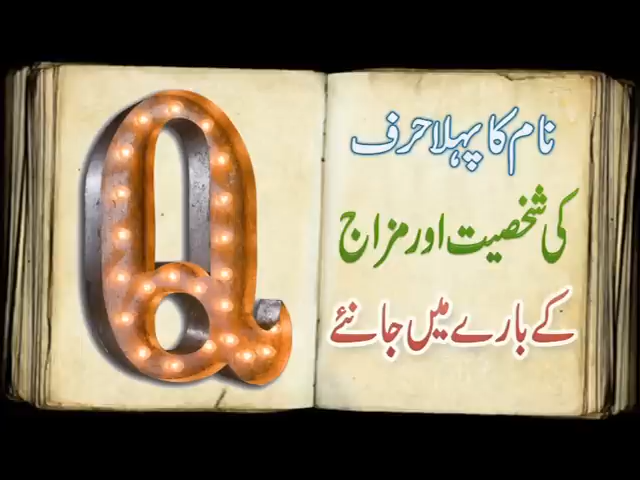 Q
نام کا پہلا حرف
کی شخصیت اور مزاج
کے بارے میں جانئے